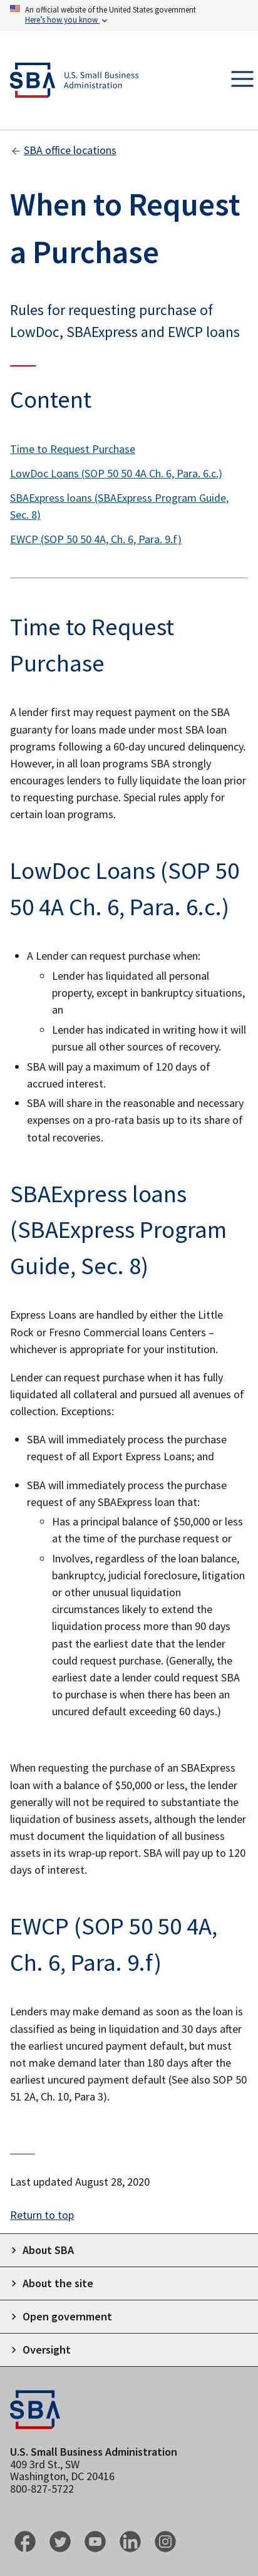 An official website of the United States government
Here's how you know
SBA U.S. Small Business
Administration
SBA office locations
When to Request
a Purchase
Rules for requesting purchase of
LowDoc, SBAExpress and EWCP loans
Content
Time to Request Purchase
LowDoc Loans (SOP 50 50 4A Ch. 6, Para. 6.c.)
SBAExpress loans (SBAExpress Program Guide,
Sec. 8)
EWCP (SOP 50 50 4A, Ch. 6, Para. 9.f)
Time to Request
Purchase
A lender first may request payment on the SBA
guaranty for loans made under most SBA loan
programs following a 60-day uncured delinquency.
However, in all loan programs SBA strongly
encourages lenders to fully liquidate the loan prior
to requesting purchase. Special rules apply for
certain loan programs.
LowDoc Loans (SOP 50
50 4A Ch. 6, Para. 6.c.)
• A Lender can request purchase when:
◦ Lender has liquidated all personal
property, except in bankruptcy situations,
an
◦ Lender has indicated in writing how it will
pursue all other sources of recovery.
• SBA will pay a maximum of 120 days of
accrued interest.
• SBA will share in the reasonable and necessary
expenses on a pro-rata basis up to its share of
total recoveries.
SBAExpress loans
(SBAExpress Program
Guide, Sec. 8)
Express Loans are handled by either the Little
Rock or Fresno Commercial loans Centers –
whichever is appropriate for your institution.
Lender can request purchase when it has fully
liquidated all collateral and pursued all avenues of
collection. Exceptions:
• SBA will immediately process the purchase
request of all Export Express Loans; and
• SBA will immediately process the purchase
request of any SBAExpress loan that:
◦ Has a principal balance of $50,000 or less
at the time of the purchase request or
◦ Involves, regardless of the loan balance,
bankruptcy, judicial foreclosure, litigation
or other unusual liquidation
circumstances likely to extend the
liquidation process more than 90 days
past the earliest date that the lender
could request purchase. (Generally, the
earliest date a lender could request SBA
to purchase is when there has been an
uncured default exceeding 60 days.)
When requesting the purchase of an SBAExpress
loan with a balance of $50,000 or less, the lender
generally will not be required to substantiate the
liquidation of business assets, although the lender
must document the liquidation of all business
assets in its wrap-up report. SBA will pay up to 120
days of interest.
EWCP (SOP 50 50 4A,
Ch. 6, Para. 9.f)
Lenders may make demand as soon as the loan is
classified as being in liquidation and 30 days after
the earliest uncured payment default, but must
not make demand later than 180 days after the
earliest uncured payment default (See also SOP 50
51 2A, Ch. 10, Para 3).
Last updated August 28, 2020
Return to top
About SBA
About the site
Open government
Oversight
SBA
U.S. Small Business Administration
409 3rd St., SW
Washington, DC 20416
800-827-5722